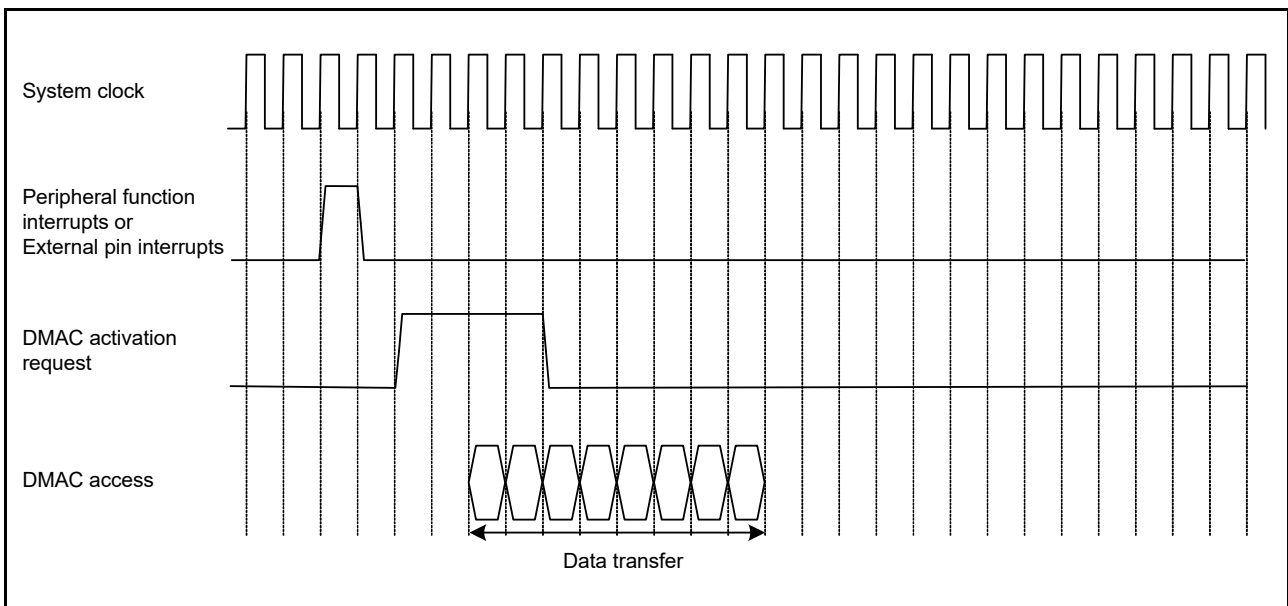 System clock
Peripheral function
interrupts or
External pin interrupts
DMAC activation
request
DMAC access
Data transfer